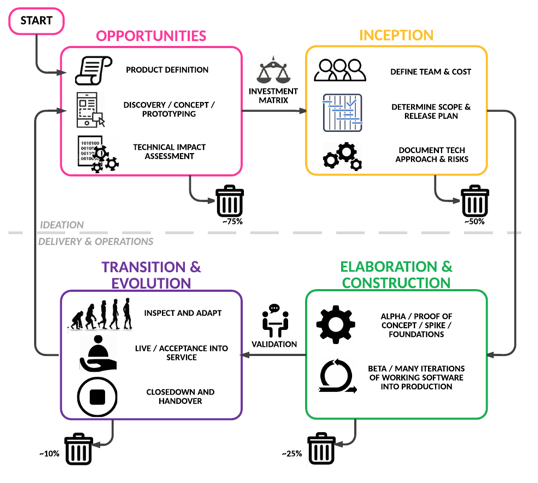 START
OPPORTUNITIES
PRODUCT DEFINITION
DISCOVERY / CONCEPT /
PROTOTYPING
TECHNICAL IMPACT
ASSESSMENT
~75%
INVESTMENT
MATRIX
INCEPTION
DEFINE TEAM & COST
DETERMINE SCOPE &
RELEASE PLAN
DOCUMENT TECH
APPROACH & RISKS
~50%
IDEATION
DELIVERY & OPERATIONS
TRANSITION &
EVOLUTION
INSPECT AND ADAPT
LIVE / ACCEPTANCE INTO
SERVICE
CLOSEDOWN AND
HANDOVER
~10%
VALIDATION
ELABORATION &
CONSTRUCTION
ALPHA / PROOF OF
CONCEPT / SPIKE /
FOUNDATIONS
BETA / MANY ITERATIONS
OF WORKING SOFTWARE
INTO PRODUCTION
~25%